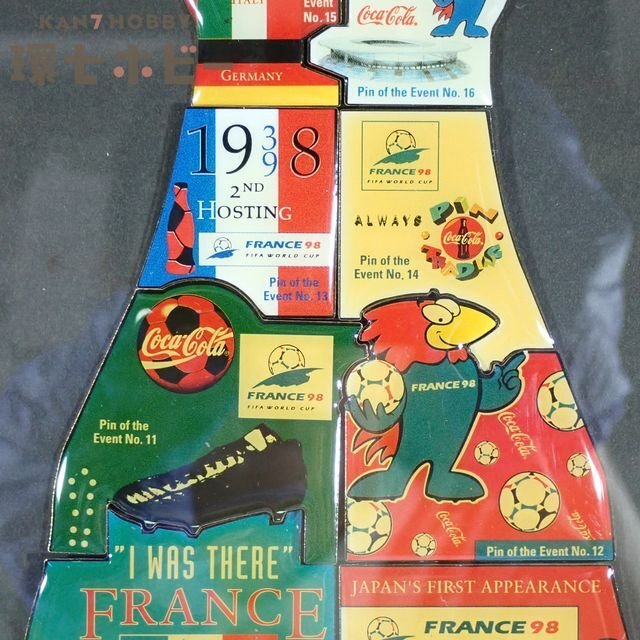 KAN7HOBBY
環七ホビー
ITALY
Event
No. 15
GERMANY
Coca-Cola
Pin of the Event No. 16
1938
98
2ND
HOSTING
FRANCE 98
FIFA WORLD CUP
Pin of the
Event No. 13
FRANCE 98
FIFA WORLD CUP
ALWAYS
PIN
Coca-Cola
TRADING
Pin of the
Event No. 14
Coca-Cola
FRANCE 98
FIFA WORLD CUP
Pin of the
Event No. 11
FRANCE 98
Coca-Cola
Coca-Cola
Coca-Cola
Pin of the Event No. 12
"I WAS THERE"
FRANCE
JAPAN'S FIRST APPEARANCE
FRANCE 98